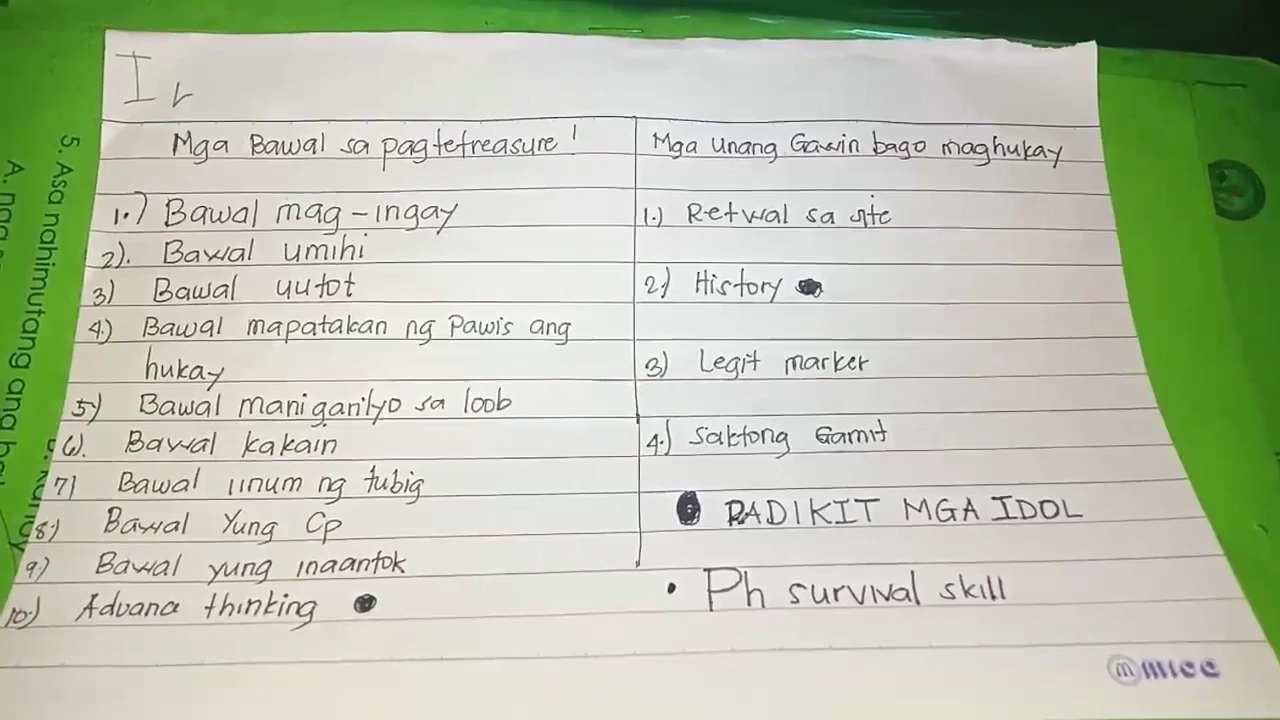 Mga Bawal sa pagtetreasure!
1.) Bawal mag-ingay
2). Bawal umihi
3) Bawal uutot
4.) Bawal mapatakan ng Pawis ang
hukay
5.) Bawal manigarilyo sa loob
6). Bawal kakain
7) Bawal iinum ng tubig
8.) Bawal Yung Cp
9.) Bawal yung inaantok
10.) Advanc thinking
Mga Unang Gawin bago maghukay
1.) Retwal sa site
2.) History
3) Legit marker
4.) Saktong Gamit
PADIKIT MGA IDOL
• Ph survival skill
5. Asa nahimutang ang
mice